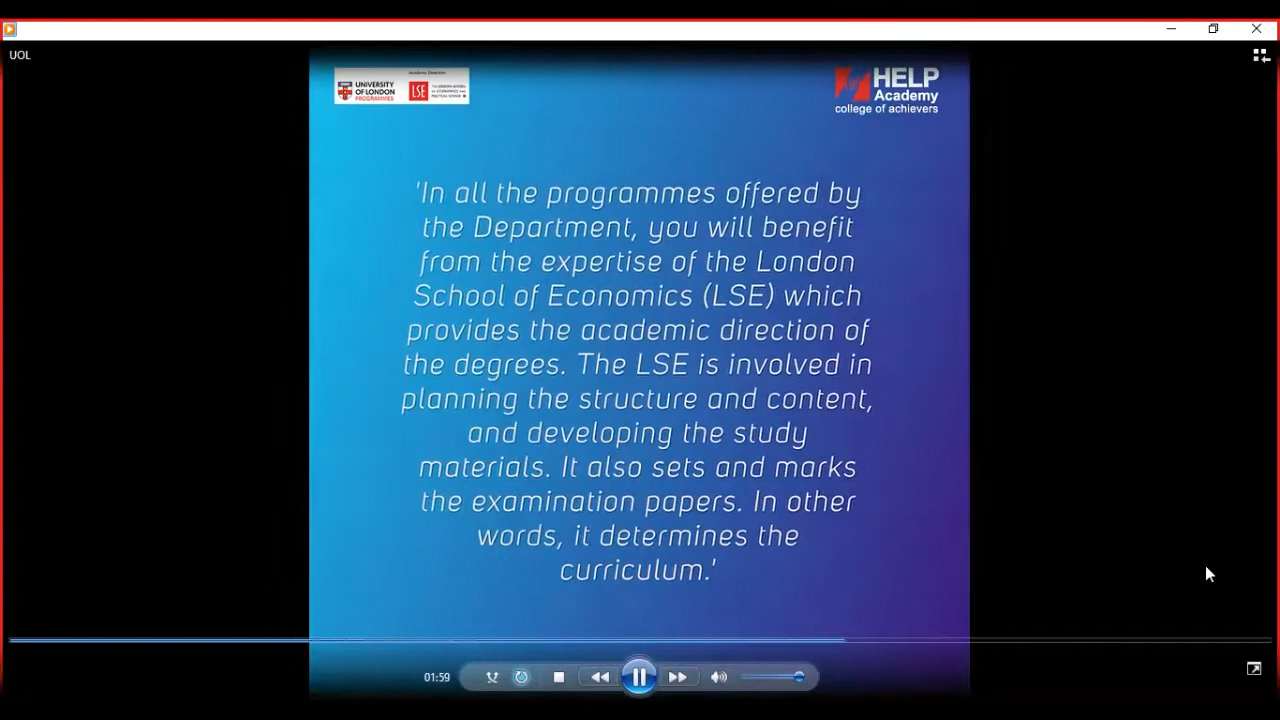 UOL
Academy Direction
UNIVERSITY
OF LONDON
PROGRAMMES
LSE
HELP
Academy
college of achievers
'In all the programmes offered by
the Department, you will benefit
from the expertise of the London
School of Economics (LSE) which
provides the academic direction of
the degrees. The LSE is involved in
planning the structure and content,
and developing the study
materials. It also sets and marks
the examination papers. In other
words, it determines the
curriculum.'
01:59